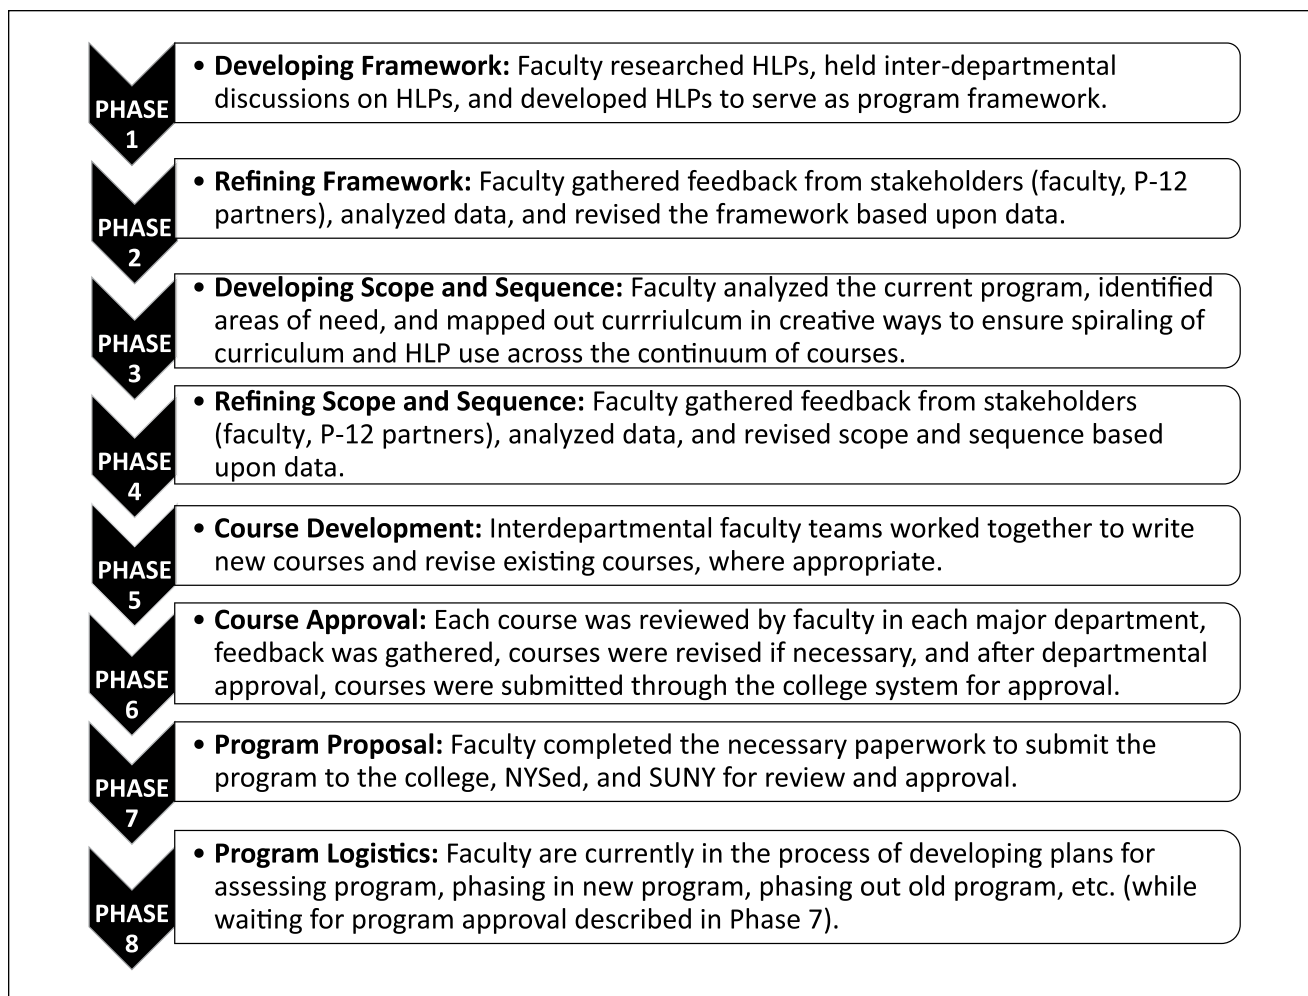 PHASE
1
• Developing Framework: Faculty researched HLPs, held inter-departmental
discussions on HLPs, and developed HLPs to serve as program framework.
PHASE
2
• Refining Framework: Faculty gathered feedback from stakeholders (faculty, P-12
partners), analyzed data, and revised the framework based upon data.
PHASE
3
• Developing Scope and Sequence: Faculty analyzed the current program, identified
areas of need, and mapped out currriulcum in creative ways to ensure spiraling of
curriculum and HLP use across the continuum of courses.
PHASE
4
• Refining Scope and Sequence: Faculty gathered feedback from stakeholders
(faculty, P-12 partners), analyzed data, and revised scope and sequence based
upon data.
PHASE
5
• Course Development: Interdepartmental faculty teams worked together to write
new courses and revise existing courses, where appropriate.
PHASE
6
• Course Approval: Each course was reviewed by faculty in each major department,
feedback was gathered, courses were revised if necessary, and after departmental
approval, courses were submitted through the college system for approval.
PHASE
7
• Program Proposal: Faculty completed the necessary paperwork to submit the
program to the college, NYSed, and SUNY for review and approval.
PHASE
8
• Program Logistics: Faculty are currently in the process of developing plans for
assessing program, phasing in new program, phasing out old program, etc. (while
waiting for program approval described in Phase 7).